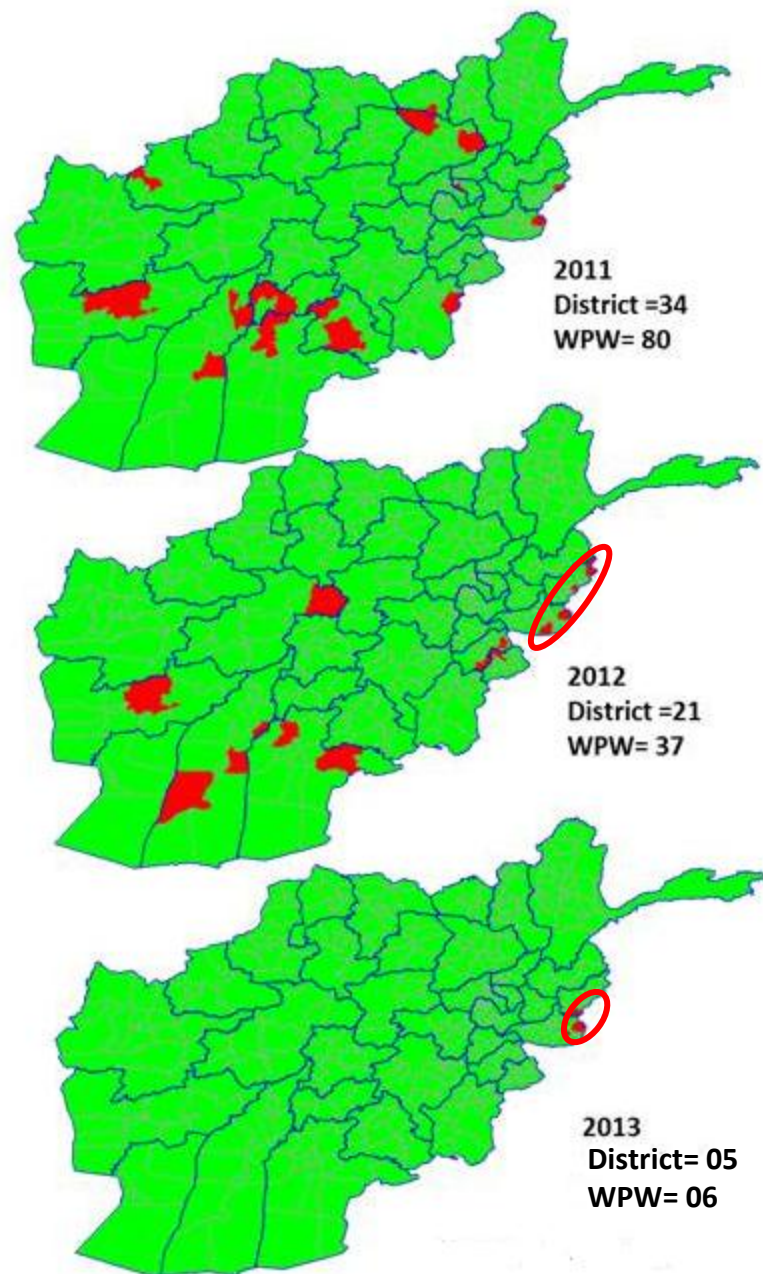 2011
District =34
WPW= 80
2012
District =21
WPW= 37
2013
District= 05
WPW= 06